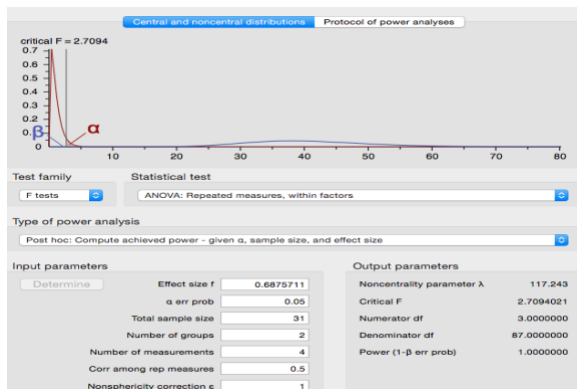 Central and noncentral distributions Protocol of power analyses
critical F = 2.7094
0.7
0.6
0.5
0.4
0.3
0.2
0.1
0
β α
10 20 30 40 50 60 70 80
Test family Statistical test
F tests ANOVA: Repeated measures, within factors
Type of power analysis
Post hoc: Compute achieved power - given α, sample size, and effect size
Input parameters Output parameters
Determine Effect size f 0.6875711 Noncentrality parameter λ 117.243
α err prob 0.05 Critical F 2.7094021
Total sample size 31 Numerator df 3.0000000
Number of groups 2 Denominator df 87.0000000
Number of measurements 4 Power (1-β err prob) 1.0000000
Corr among rep measures 0.5
Nonsphericity correction ε 1